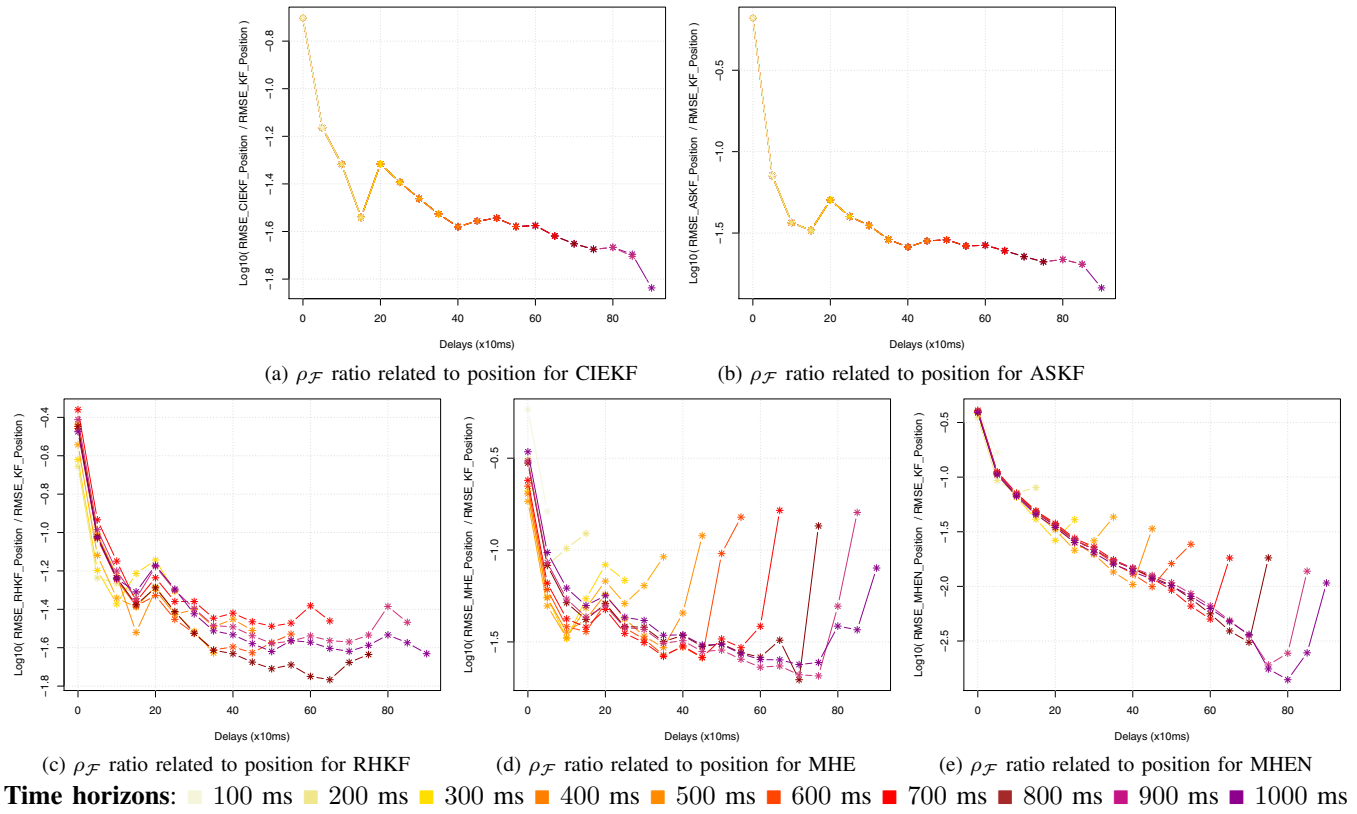 Log10( RMSE_CIEKF_Position / RMSE_KF_Position )
−0.8
−1.0
−1.2
−1.4
−1.6
−1.8
0 20 40 60 80
Delays (x10ms)
(a) ρ_F ratio related to position for CIEKF
Log10( RMSE_ASKF_Position / RMSE_KF_Position )
−0.5
−1.0
−1.5
0 20 40 60 80
Delays (x10ms)
(b) ρ_F ratio related to position for ASKF
Log10( RMSE_RHKF_Position / RMSE_KF_Position )
−0.4
−0.6
−0.8
−1.0
−1.2
−1.4
−1.6
−1.8
0 20 40 60 80
Delays (x10ms)
(c) ρ_F ratio related to position for RHKF
Log10( RMSE_MHE_Position / RMSE_KF_Position )
−0.5
−1.0
−1.5
0 20 40 60 80
Delays (x10ms)
(d) ρ_F ratio related to position for MHE
Log10( RMSE_MHEN_Position / RMSE_KF_Position )
−0.5
−1.0
−1.5
−2.0
−2.5
0 20 40 60 80
Delays (x10ms)
(e) ρ_F ratio related to position for MHEN
Time horizons: 100 ms 200 ms 300 ms 400 ms 500 ms 600 ms 700 ms 800 ms 900 ms 1000 ms